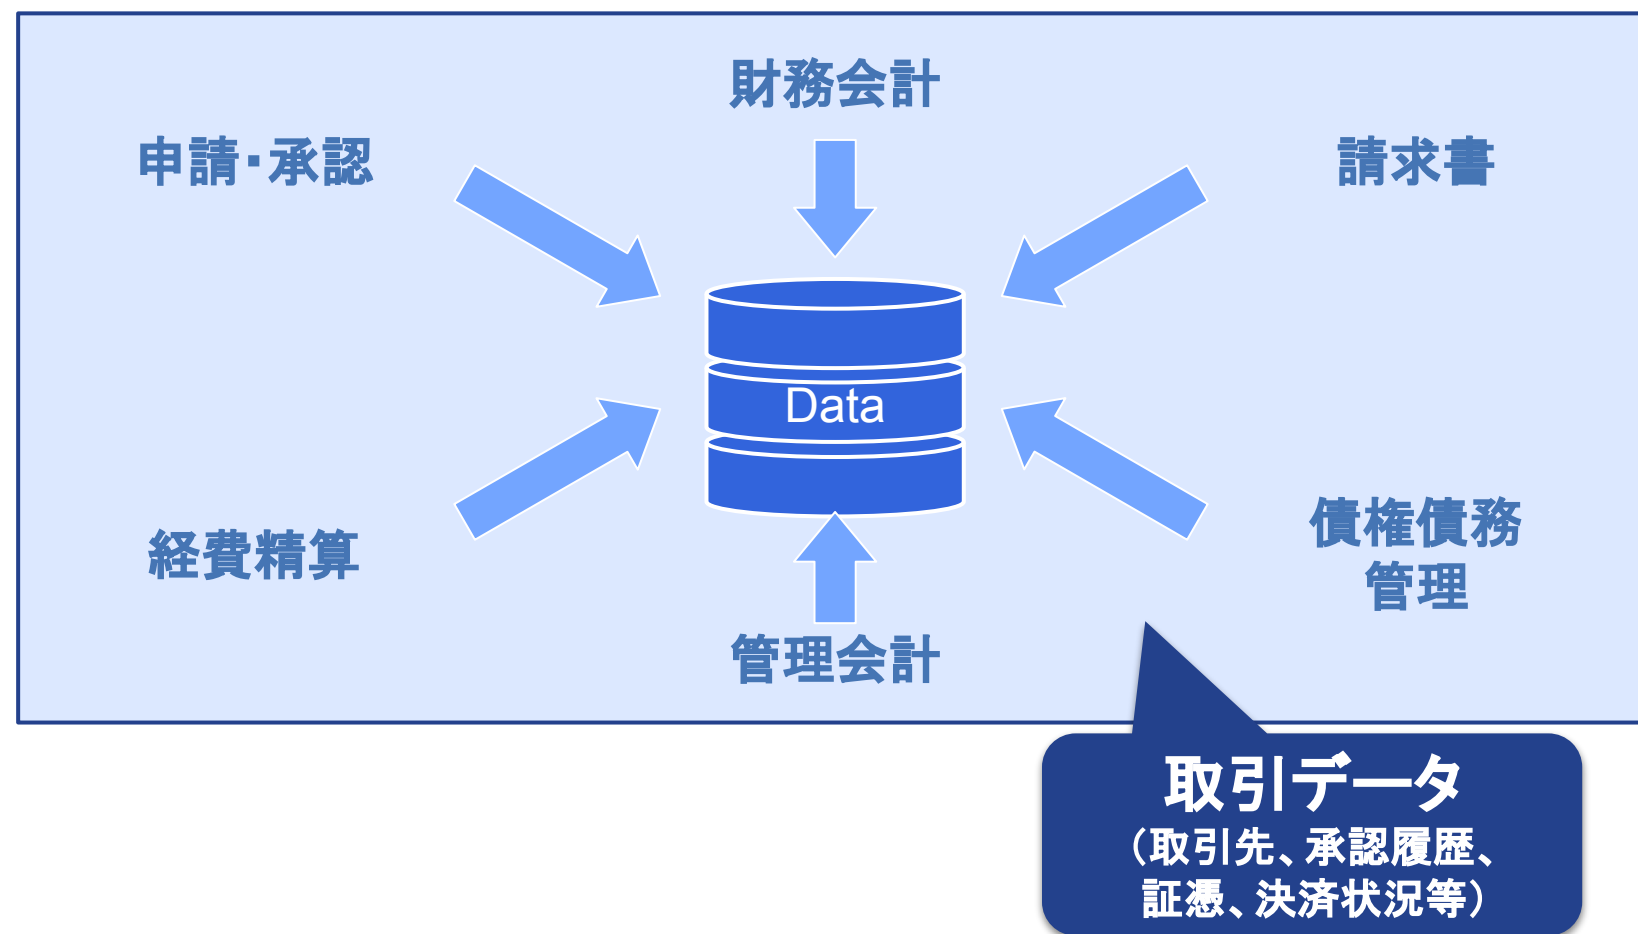 財務会計
申請・承認
請求書
Data
経費精算
債権債務
管理
管理会計
取引データ
（取引先、承認履歴、
証憑、決済状況等）